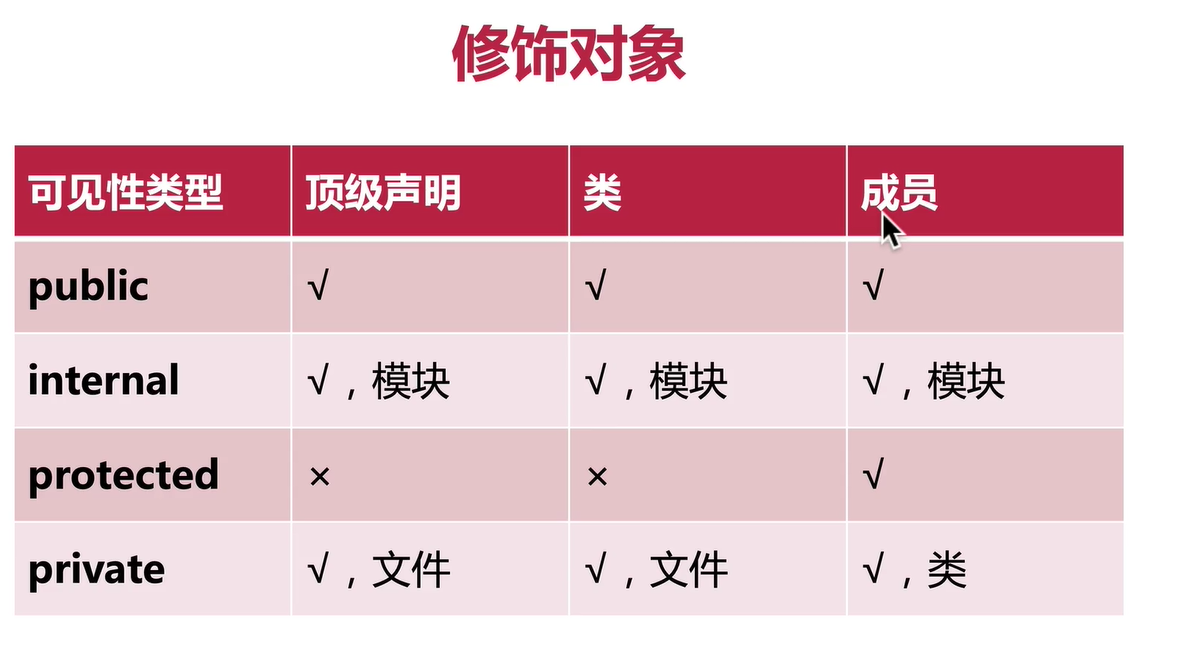 修饰对象
可见性类型 顶级声明 类 成员
public √ √ √
internal √，模块 √，模块 √，模块
protected × × √
private √，文件 √，文件 √，类